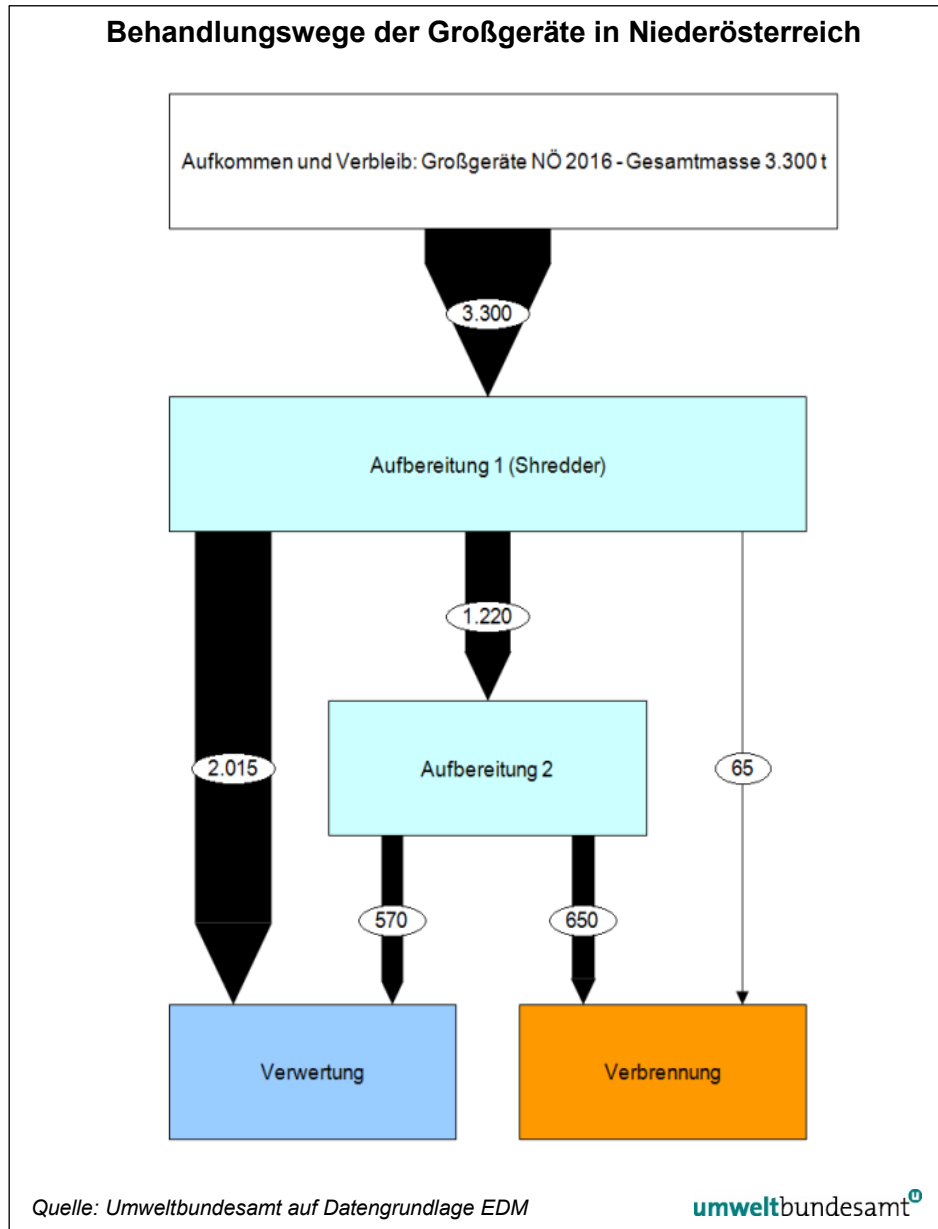 Behandlungswege der Großgeräte in Niederösterreich
Aufkommen und Verbleib: Großgeräte NÖ 2016 - Gesamtmasse 3.300 t
3.300
Aufbereitung 1 (Shredder)
1.220
2.015
Aufbereitung 2
65
570
650
Verwertung
Verbrennung
Quelle: Umweltbundesamt auf Datengrundlage EDM
umweltbundesamt